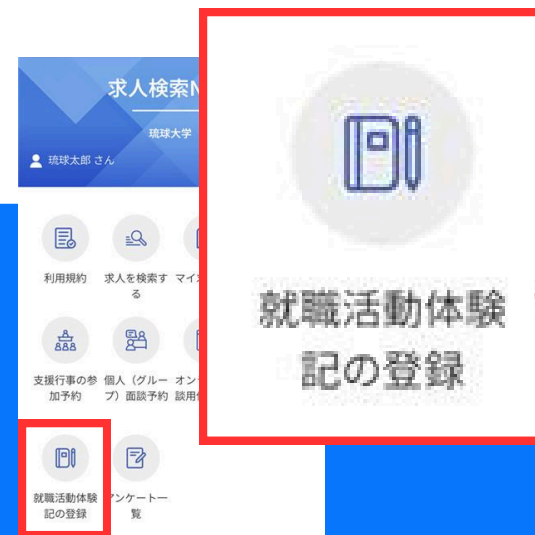 求人検索N
琉球大学
琉球太郎 さん
利用規約
求人を検索す
る
マイ
支援行事の参
加予約
個人（グルー
プ）面談予約
オン
談用
就職活動体験
記の登録
アンケート一
覧
就職活動体験
記の登録